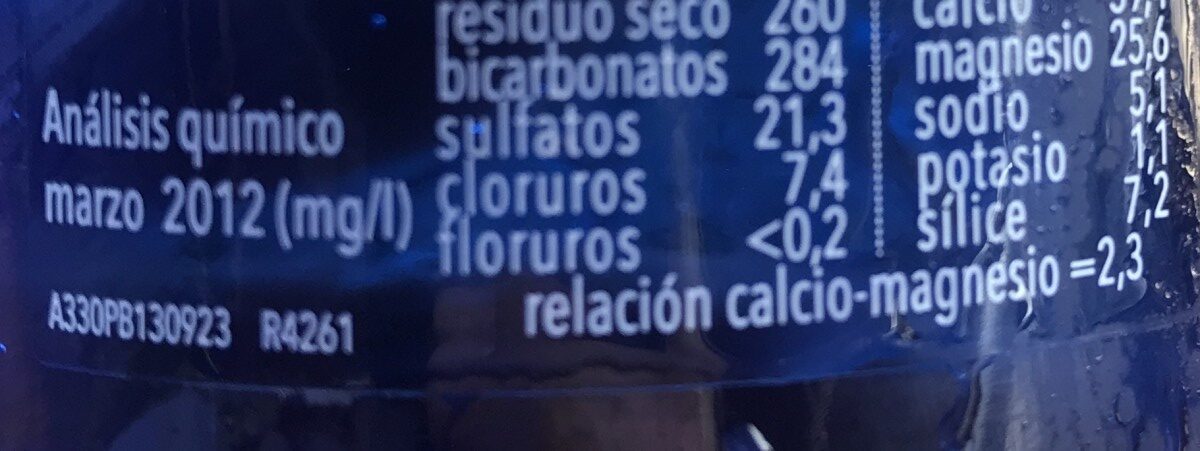 residuo seco 260
bicarbonatos 284
sulfatos 21,3
cloruros 7,4
floruros <0,2
calcio
magnesio 25,6
sodio 5,1
potasio 1,1
sílice 7,2
relación calcio-magnesio =2,3
Análisis químico
marzo 2012 (mg/l)
A330PB130923 R4261